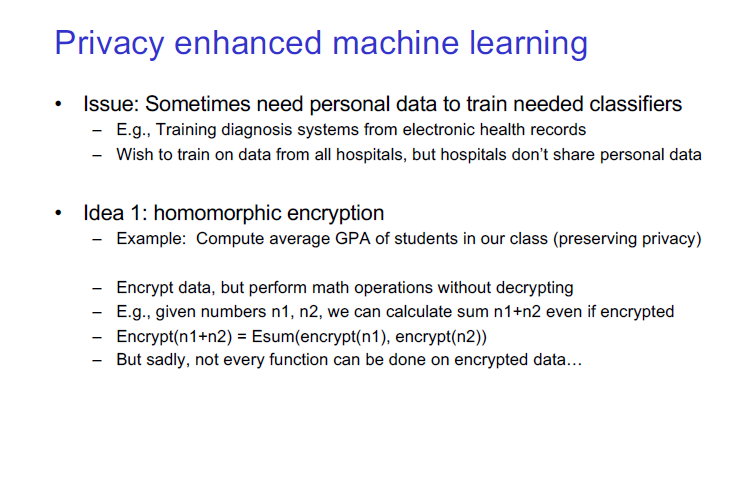 Privacy enhanced machine learning
• Issue: Sometimes need personal data to train needed classifiers
– E.g., Training diagnosis systems from electronic health records
– Wish to train on data from all hospitals, but hospitals don’t share personal data
• Idea 1: homomorphic encryption
– Example:  Compute average GPA of students in our class (preserving privacy)
– Encrypt data, but perform math operations without decrypting
– E.g., given numbers n1, n2, we can calculate sum n1+n2 even if encrypted
– Encrypt(n1+n2) = Esum(encrypt(n1), encrypt(n2))
– But sadly, not every function can be done on encrypted data…